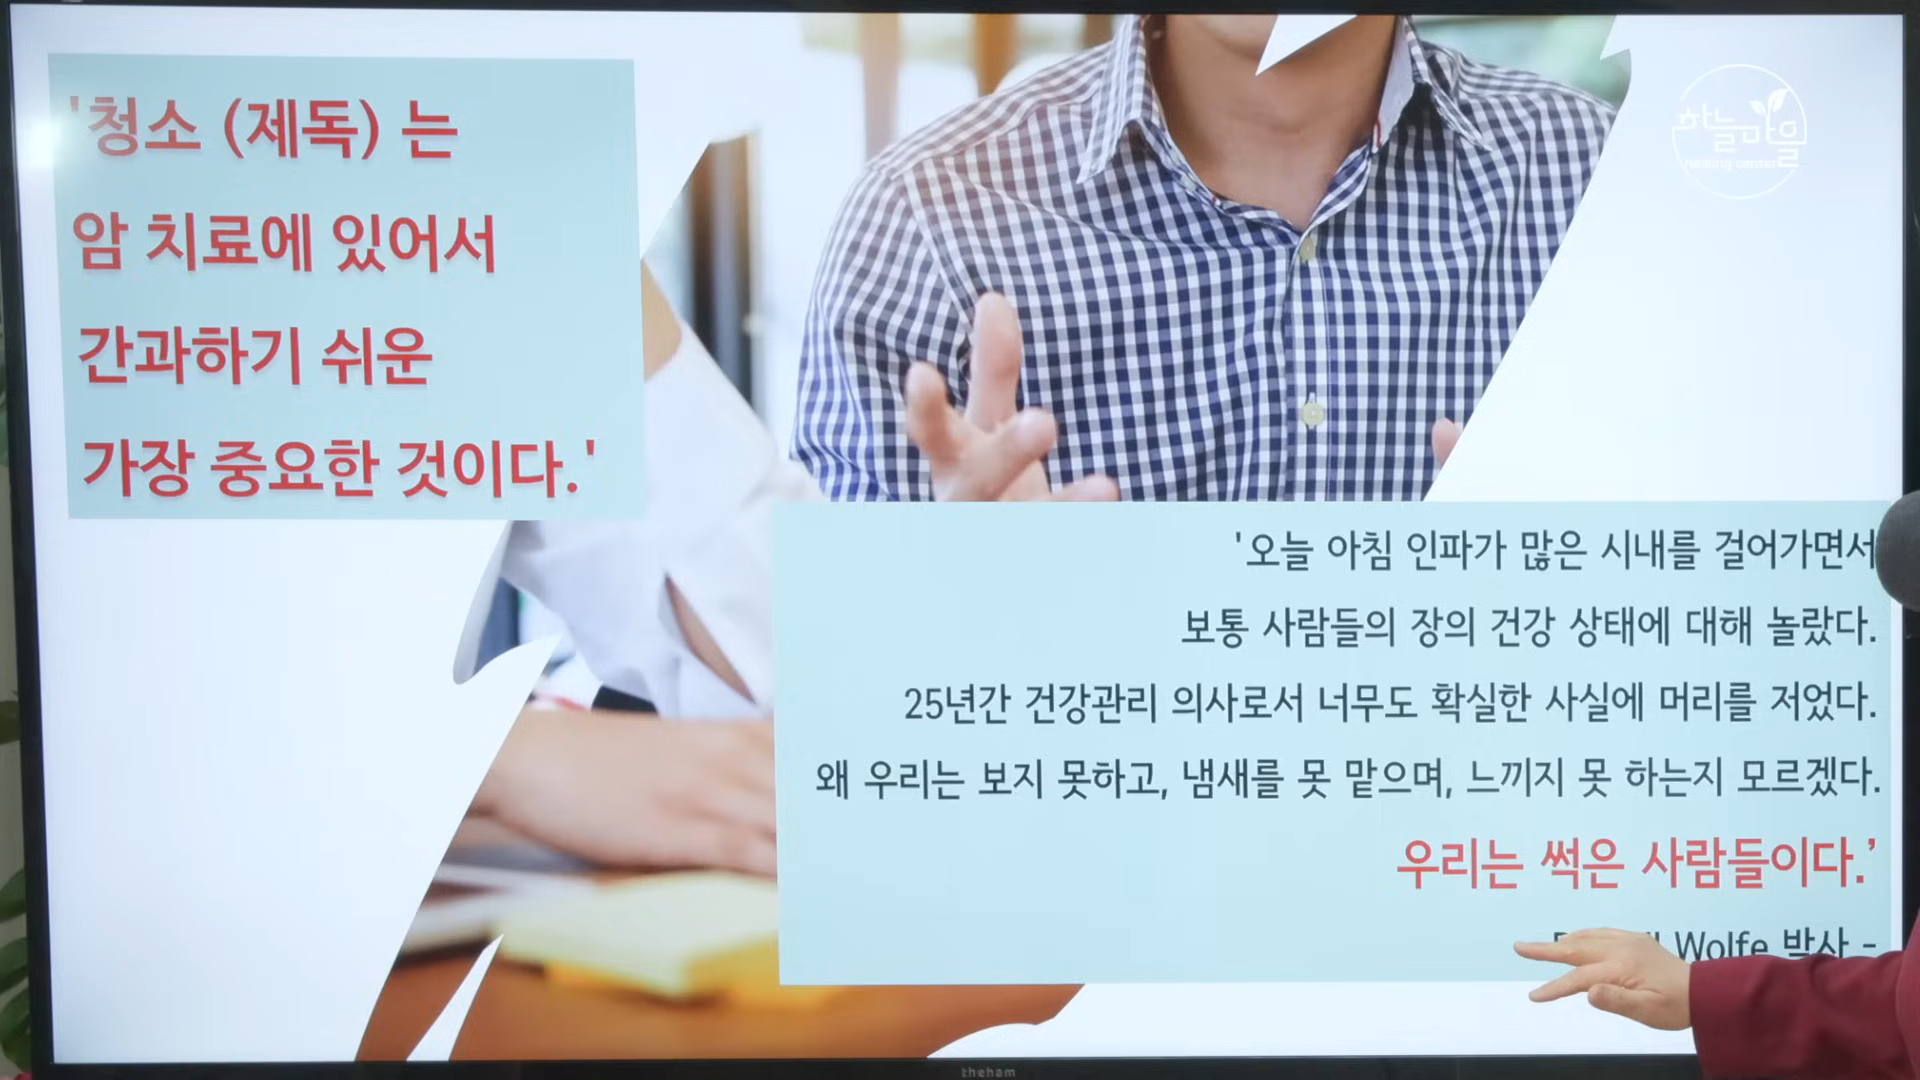 '청소 (제독) 는
암 치료에 있어서
간과하기 쉬운
가장 중요한 것이다.'
하늘마을
healing center
'오늘 아침 인파가 많은 시내를 걸어가면서
보통 사람들의 장의 건강 상태에 대해 놀랐다.
25년간 건강관리 의사로서 너무도 확실한 사실에 머리를 저었다.
왜 우리는 보지 못하고, 냄새를 못 맡으며, 느끼지 못 하는지 모르겠다.
우리는 썩은 사람들이다.’
Wolfe 박사 -
theham